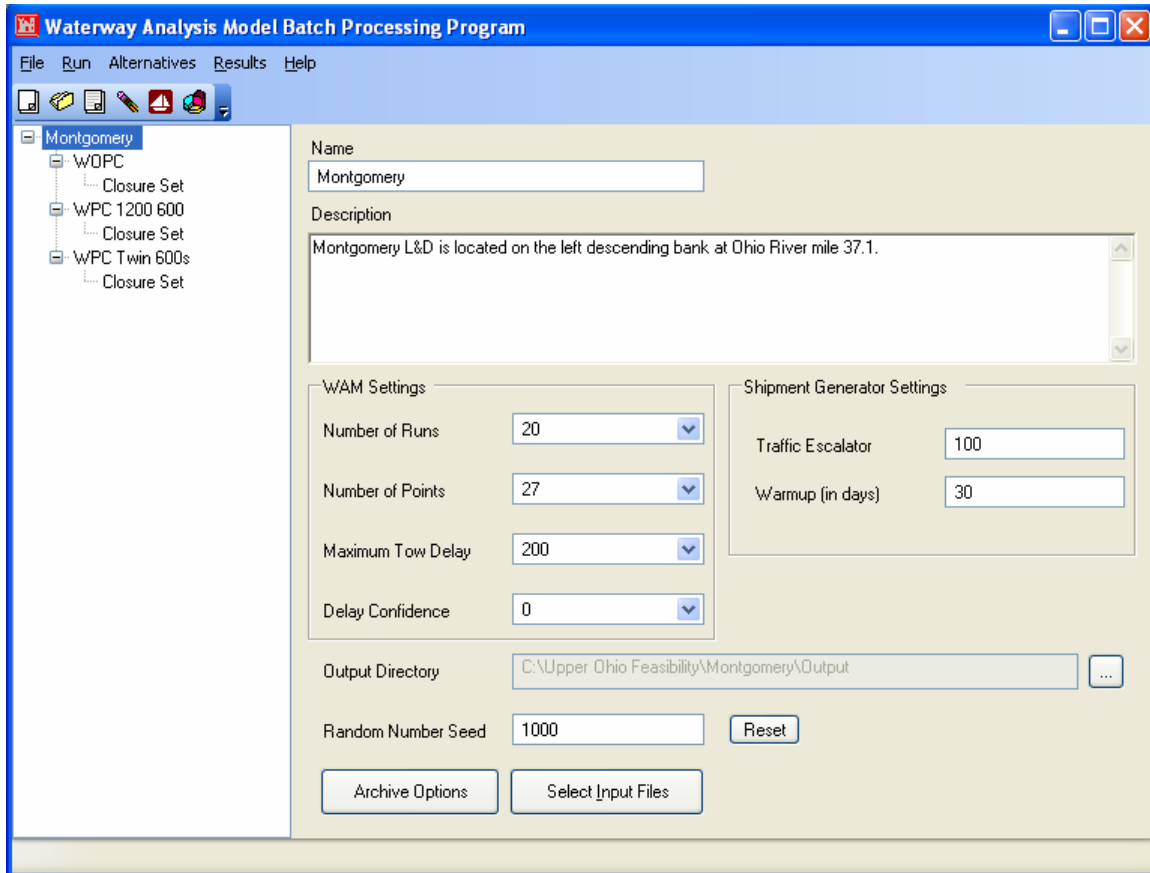 Waterway Analysis Model Batch Processing Program
File Run Alternatives Results Help
Montgomery
WOPC
Closure Set
WPC 1200 600
Closure Set
WPC Twin 600s
Closure Set
Name
Montgomery
Description
Montgomery L&D is located on the left descending bank at Ohio River mile 37.1.
WAM Settings
Number of Runs 20
Number of Points 27
Maximum Tow Delay 200
Delay Confidence 0
Shipment Generator Settings
Traffic Escalator 100
Warmup (in days) 30
Output Directory C:\Upper Ohio Feasibility\Montgomery\Output ...
Random Number Seed 1000 Reset
Archive Options Select Input Files